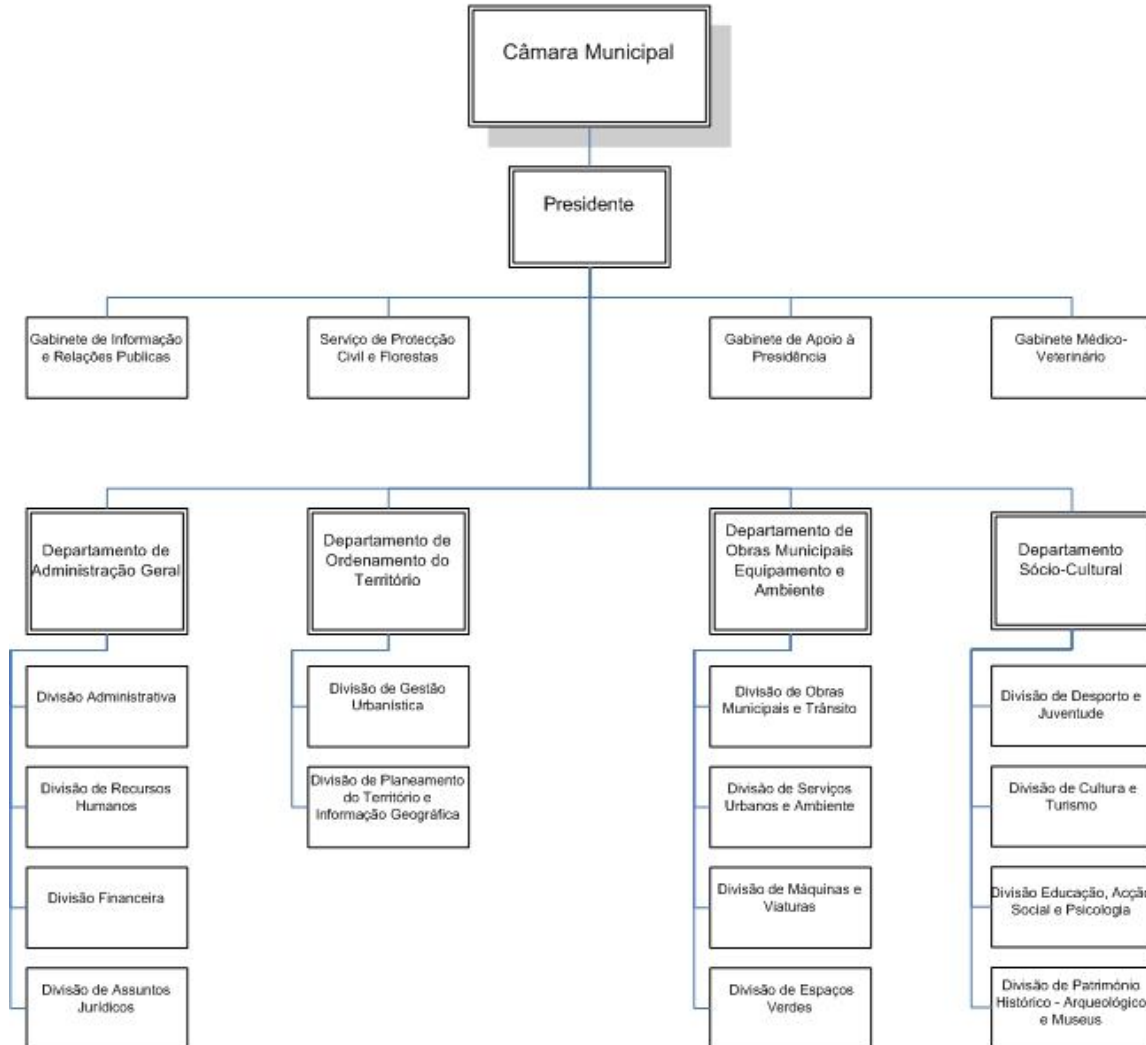 Câmara Municipal
Presidente
Gabinete de Informação
e Relações Publicas
Serviço de Protecção
Civil e Florestas
Gabinete de Apoio à
Presidência
Gabinete Médico-
Veterinário
Departamento de
Administração Geral
Departamento de
Ordenamento do
Território
Departamento de
Obras Municipais
Equipamento e
Ambiente
Departamento
Sócio-Cultural
Divisão Administrativa
Divisão de Recursos
Humanos
Divisão Financeira
Divisão de Assuntos
Jurídicos
Divisão de Gestão
Urbanística
Divisão de Planeamento
do Território e
Informação Geográfica
Divisão de Obras
Municipais e Trânsito
Divisão de Serviços
Urbanos e Ambiente
Divisão de Máquinas e
Viaturas
Divisão de Espaços
Verdes
Divisão de Desporto e
Juventude
Divisão de Cultura e
Turismo
Divisão Educação, Acção
Social e Psicologia
Divisão de Património
Histórico - Arqueológico
e Museus